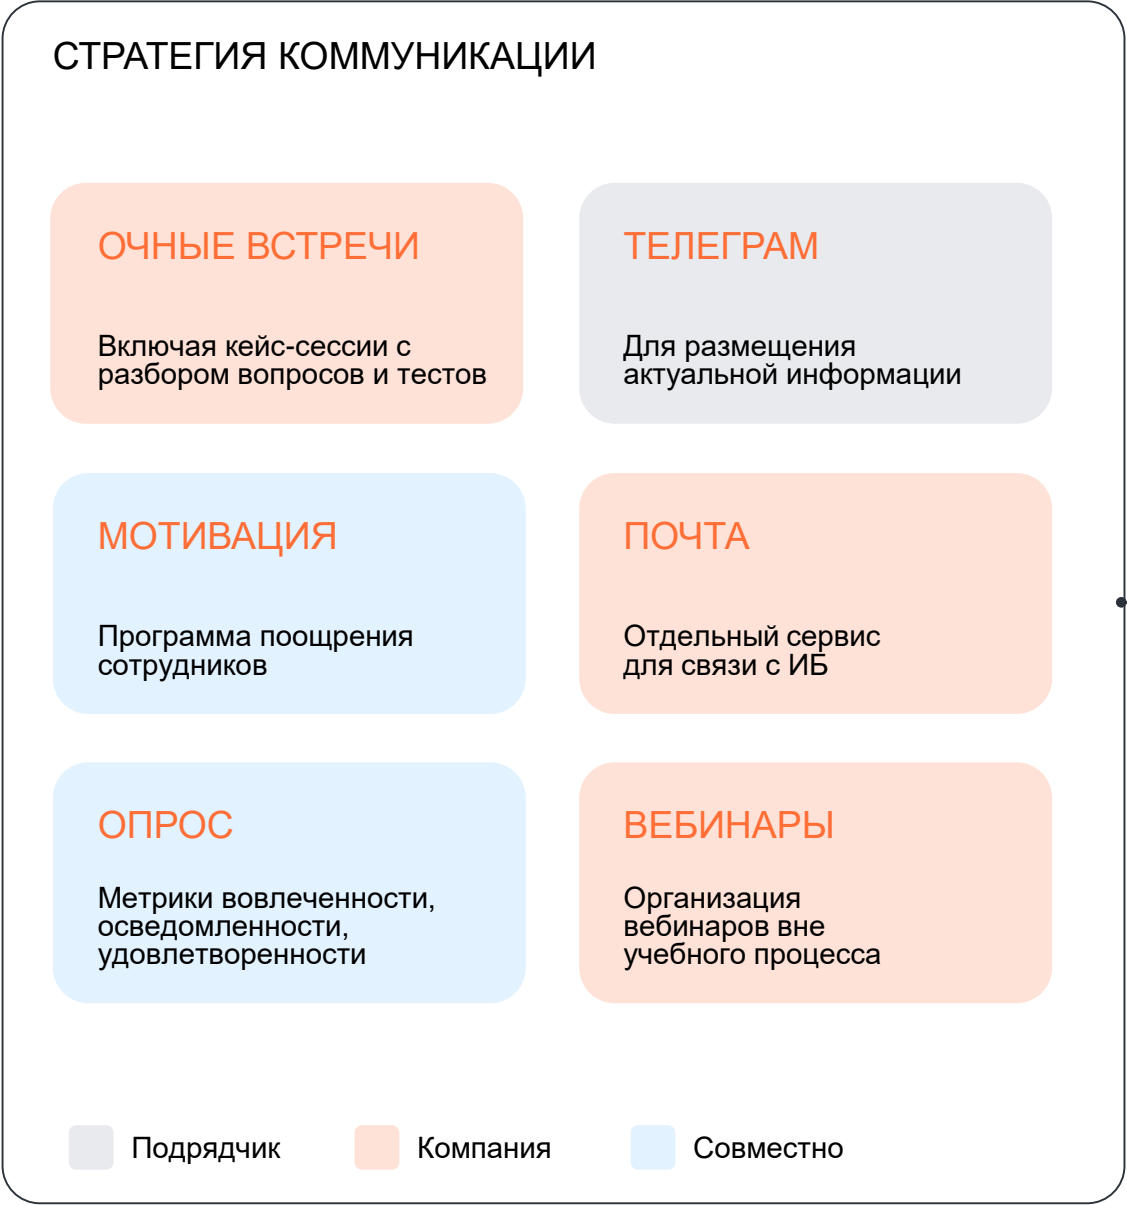 СТРАТЕГИЯ КОММУНИКАЦИИ
ОЧНЫЕ ВСТРЕЧИ
Включая кейс-сессии с
разбором вопросов и тестов
ТЕЛЕГРАМ
Для размещения
актуальной информации
МОТИВАЦИЯ
Программа поощрения
сотрудников
ПОЧТА
Отдельный сервис
для связи с ИБ
ОПРОС
Метрики вовлеченности,
осведомленности,
удовлетворенности
ВЕБИНАРЫ
Организация
вебинаров вне
учебного процесса
Подрядчик
Компания
Совместно